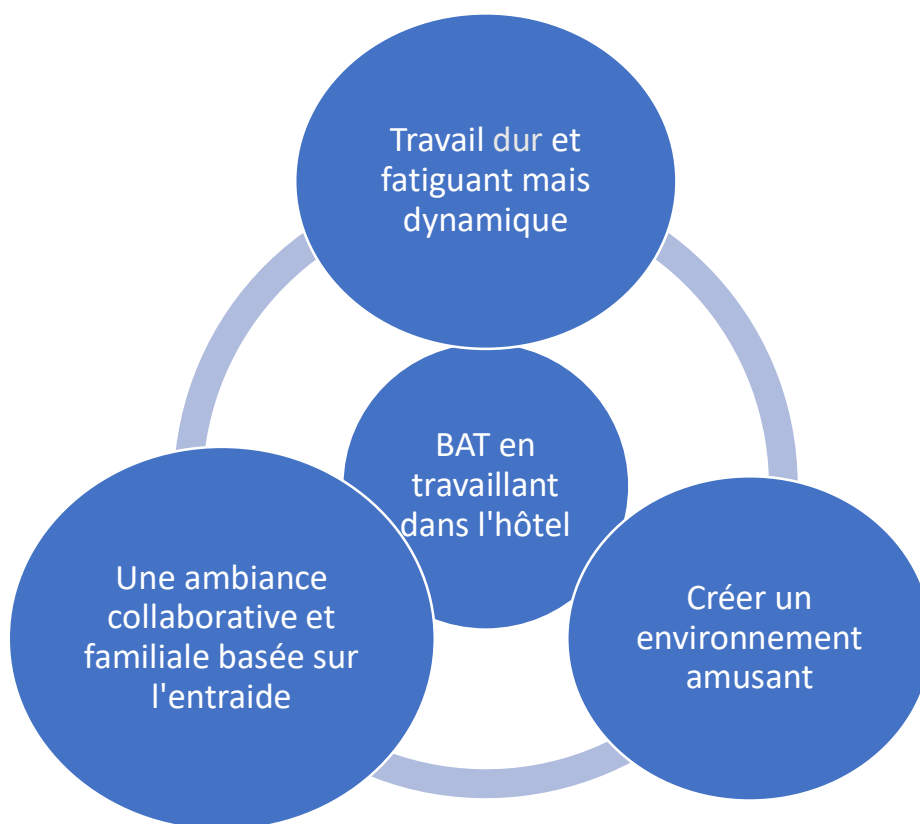 Travail dur et
fatiguant mais
dynamique
BAT en
travaillant
dans l'hôtel
Une ambiance
collaborative et
familiale basée sur
l'entraide
Créer un
environnement
amusant